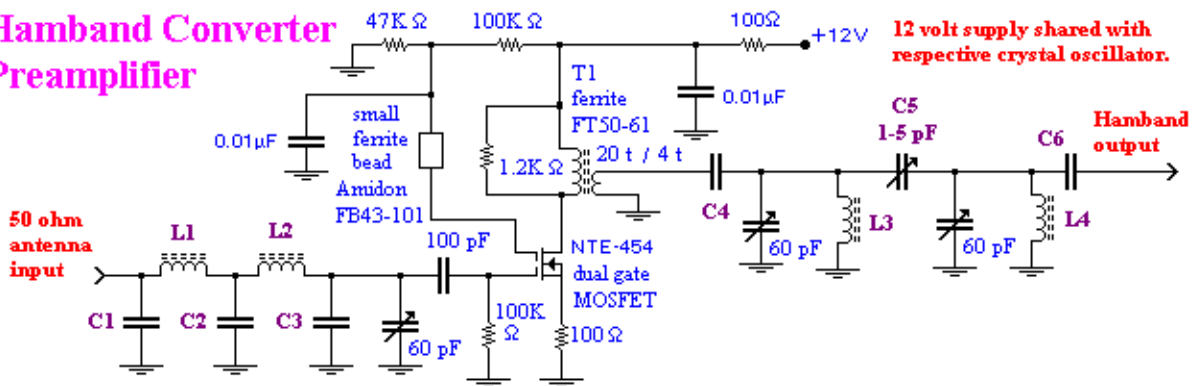 Hamband Converter
Preamplifier
47K Ω
100K Ω
100Ω
+12V
12 volt supply shared with
respective crystal oscillator.
0.01µF
small
ferrite
bead
Amidon
FB43-101
T1
ferrite
FT50-61
20 t / 4 t
1.2K Ω
0.01µF
C5
1-5 pF
C6
Hamband
output
C4
60 pF
L3
60 pF
L4
50 ohm
antenna
input
L1
L2
100 pF
NTE-454
dual gate
MOSFET
C1
C2
C3
60 pF
100K
Ω
100Ω